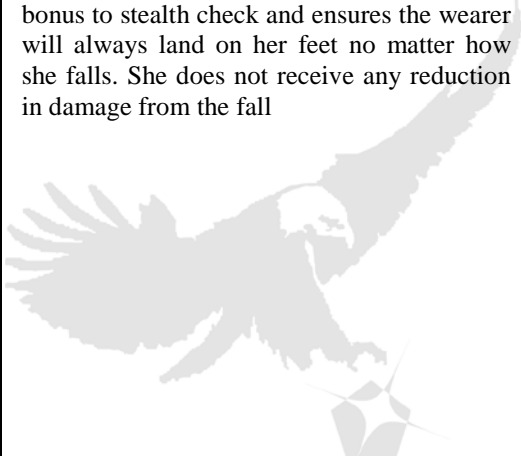 bonus to stealth check and ensures the wearer
will always land on her feet no matter how
she falls. She does not receive any reduction
in damage from the fall